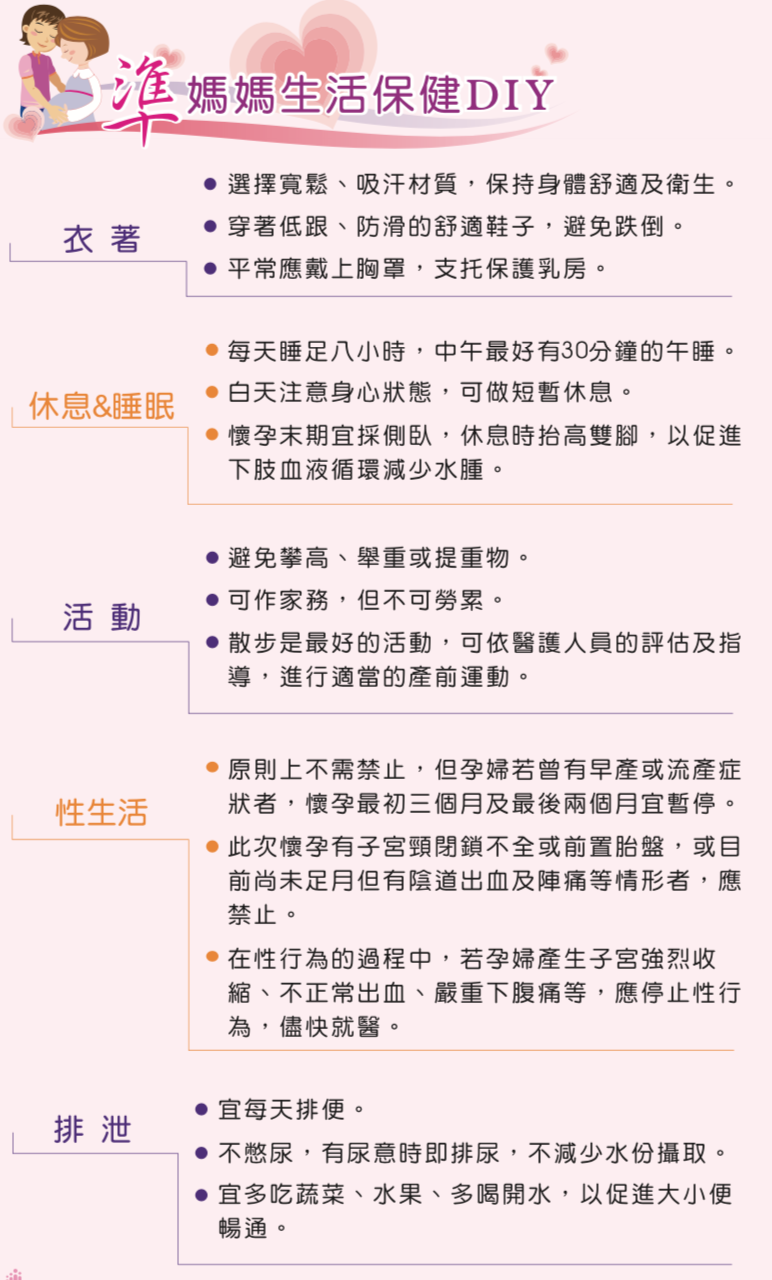 準媽媽生活保健DIY
衣著
選擇寬鬆、吸汗材質，保持身體舒適及衛生。
穿著低跟、防滑的舒適鞋子，避免跌倒。
平常應戴上胸罩，支托保護乳房。
休息&睡眠
每天睡足八小時，中午最好有30分鐘的午睡。
白天注意身心狀態，可做短暫休息。
懷孕末期宜採側臥，休息時抬高雙腳，以促進
下肢血液循環減少水腫。
活動
避免攀高、舉重或提重物。
可作家務，但不可勞累。
散步是最好的活動，可依醫護人員的評估及指
導，進行適當的產前運動。
性生活
原則上不需禁止，但孕婦若曾有早產或流產症
狀者，懷孕最初三個月及最後兩個月宜暫停。
此次懷孕有子宮頸閉鎖不全或前置胎盤，或目
前尚未足月但有陰道出血及陣痛等情形者，應
禁止。
在性行為的過程中，若孕婦產生子宮強烈收
縮、不正常出血、嚴重下腹痛等，應停止性行
為，儘快就醫。
排泄
宜每天排便。
不憋尿，有尿意時即排尿，不減少水份攝取。
宜多吃蔬菜、水果、多喝開水，以促進大小便
暢通。